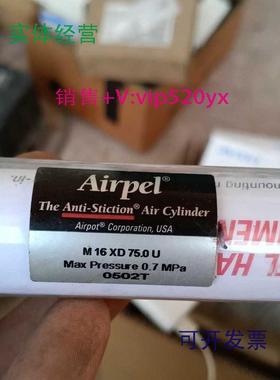 实体经营
销售+V:vip520yx
Airpel®
The Anti-Stiction® Air Cylinder
Airpot® Corporation, USA
M 16 XD 75.0 U
Max Pressure 0.7 MPa
0502T
mounting
可开发票